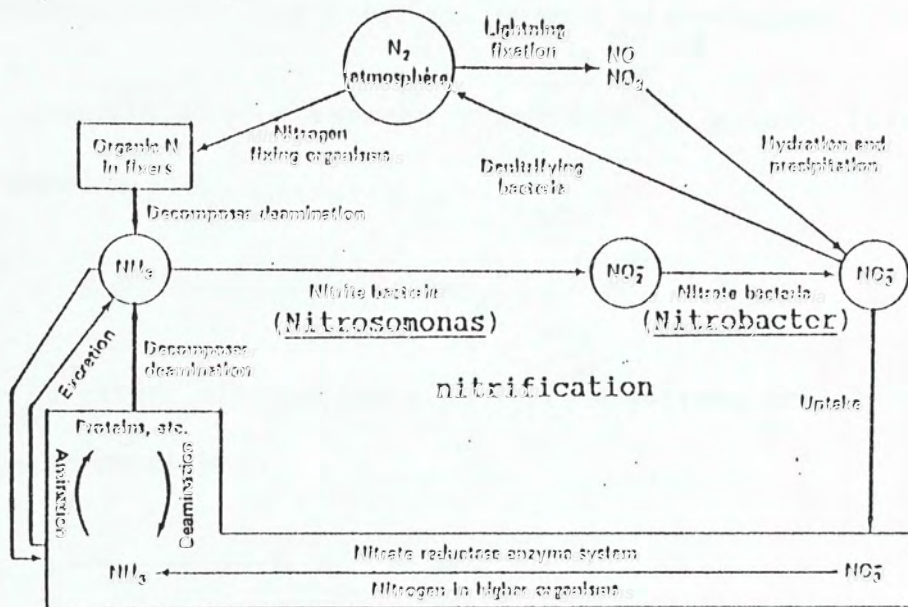 N2
atmosphere
Lightning
fixation
NO
NO2
Nitrogen
fixing organisms
Organic N
in fixers
Denitrifying
bacteria
Hydration and
precipitation
Decomposer deamination
NH3
NO2-
NO3-
Nitrite bacteria
(Nitrosomonas)
Nitrate bacteria
(Nitrobacter)
Excretion
Decomposer
deamination
nitrification
Uptake
Proteins, etc.
Amination
Deamination
NH3
Nitrate reductase enzyme system
Nitrogen in higher organisms
NO3-